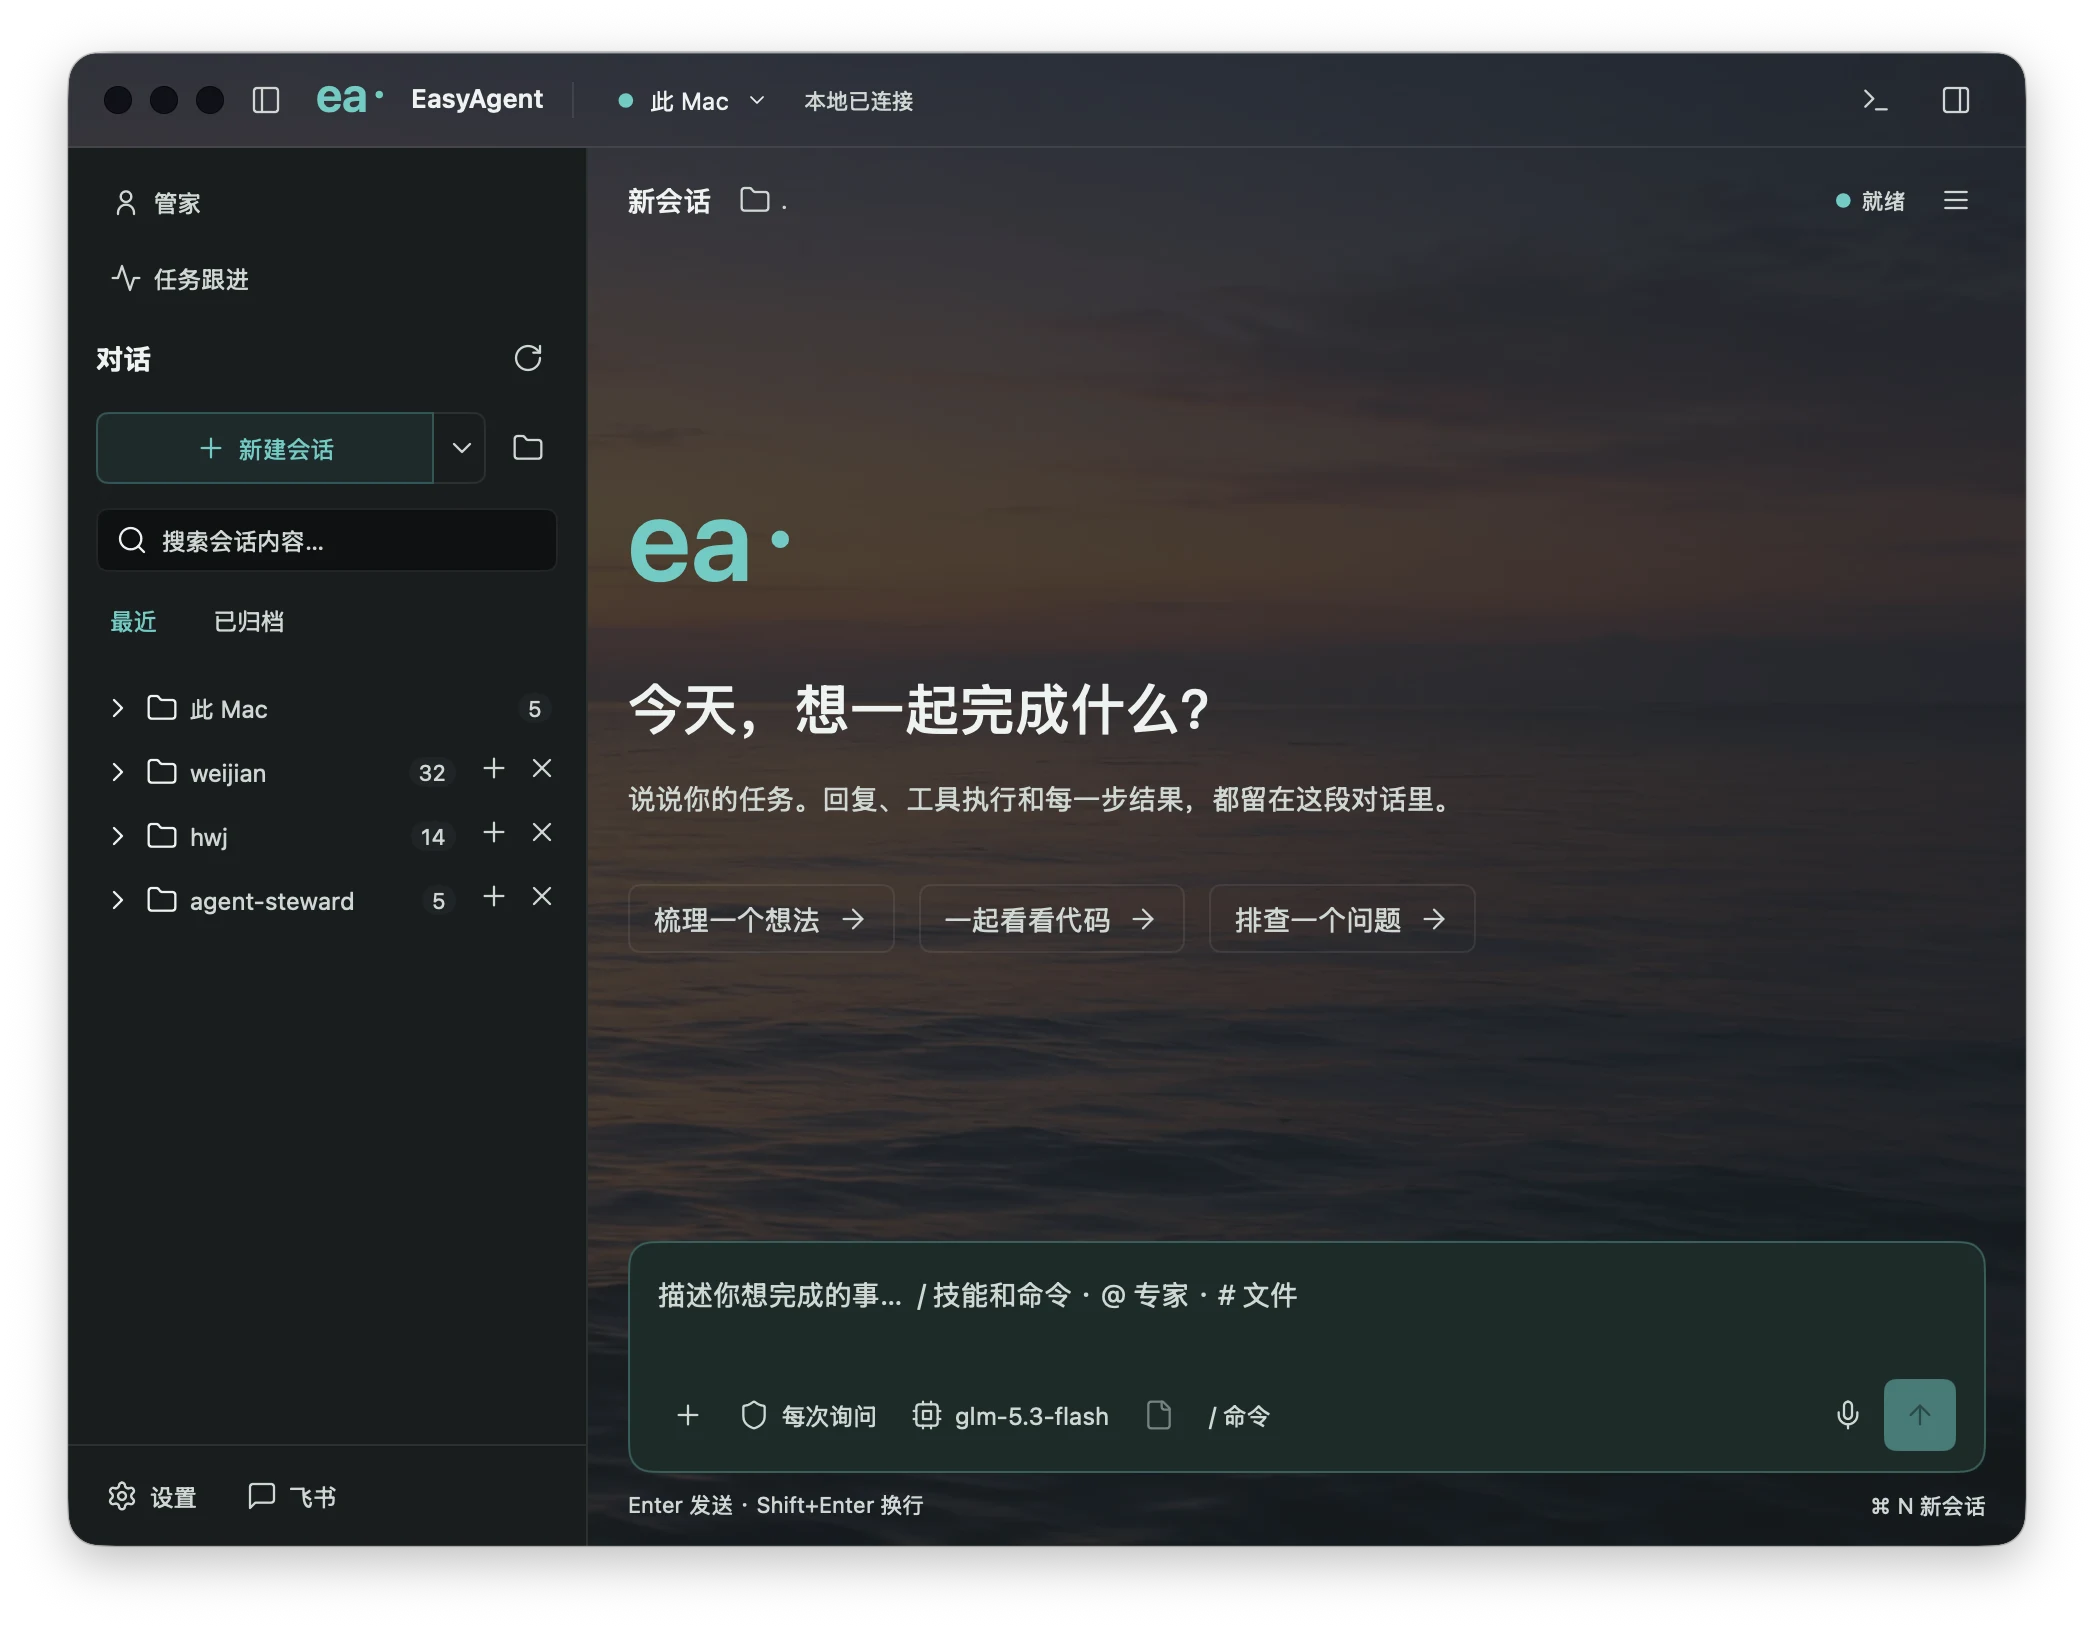 ea· EasyAgent 此 Mac 本地已连接
管家
任务跟进
对话
+ 新建会话
搜索会话内容...
最近 已归档
此 Mac 5
weijian 32
hwj 14
agent-steward 5
设置 飞书
新会话 .
就绪
ea·
今天，想一起完成什么?
说说你的任务。回复、工具执行和每一步结果，都留在这段对话里。
梳理一个想法 → 一起看看代码 → 排查一个问题 →
描述你想完成的事... / 技能和命令 · @ 专家 · # 文件
每次询问 glm-5.3-flash / 命令
Enter 发送 · Shift+Enter 换行
⌘ N 新会话